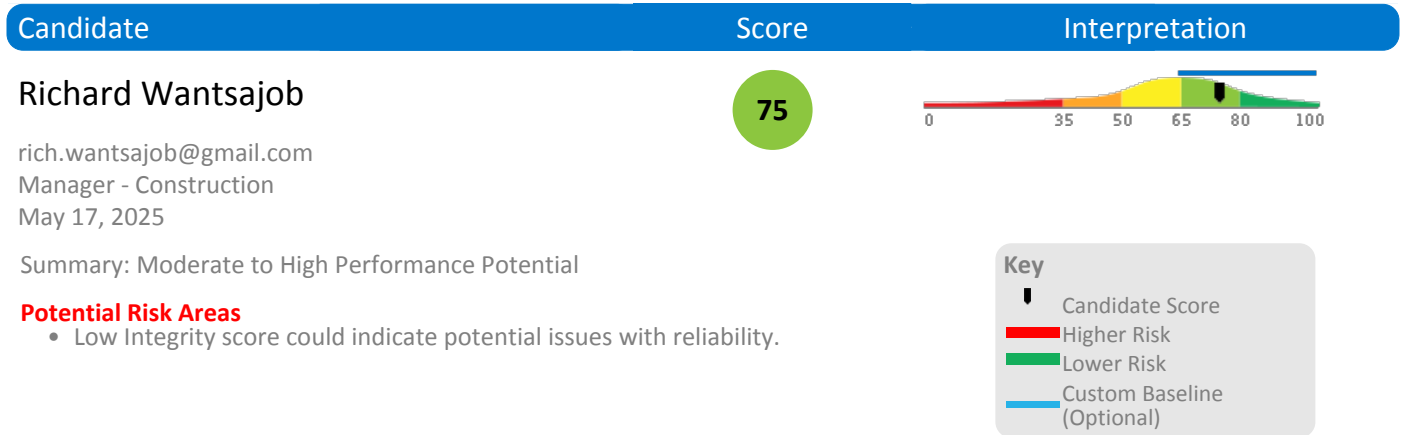 Candidate Score Interpretation
Richard Wantsajob
75
0 35 50 65 80 100
rich.wantsajob@gmail.com
Manager - Construction
May 17, 2025
Summary: Moderate to High Performance Potential
Potential Risk Areas
• Low Integrity score could indicate potential issues with reliability.
Key
Candidate Score
Higher Risk
Lower Risk
Custom Baseline
(Optional)